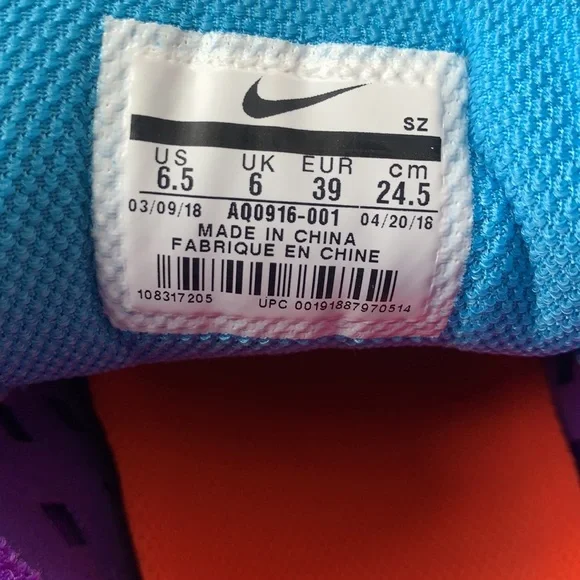 SZ
US UK EUR cm
6.5 6 39 24.5
03/09/18 AQ0916-001 04/20/18
MADE IN CHINA
FABRIQUE EN CHINE
108317205 UPC 00191887970514